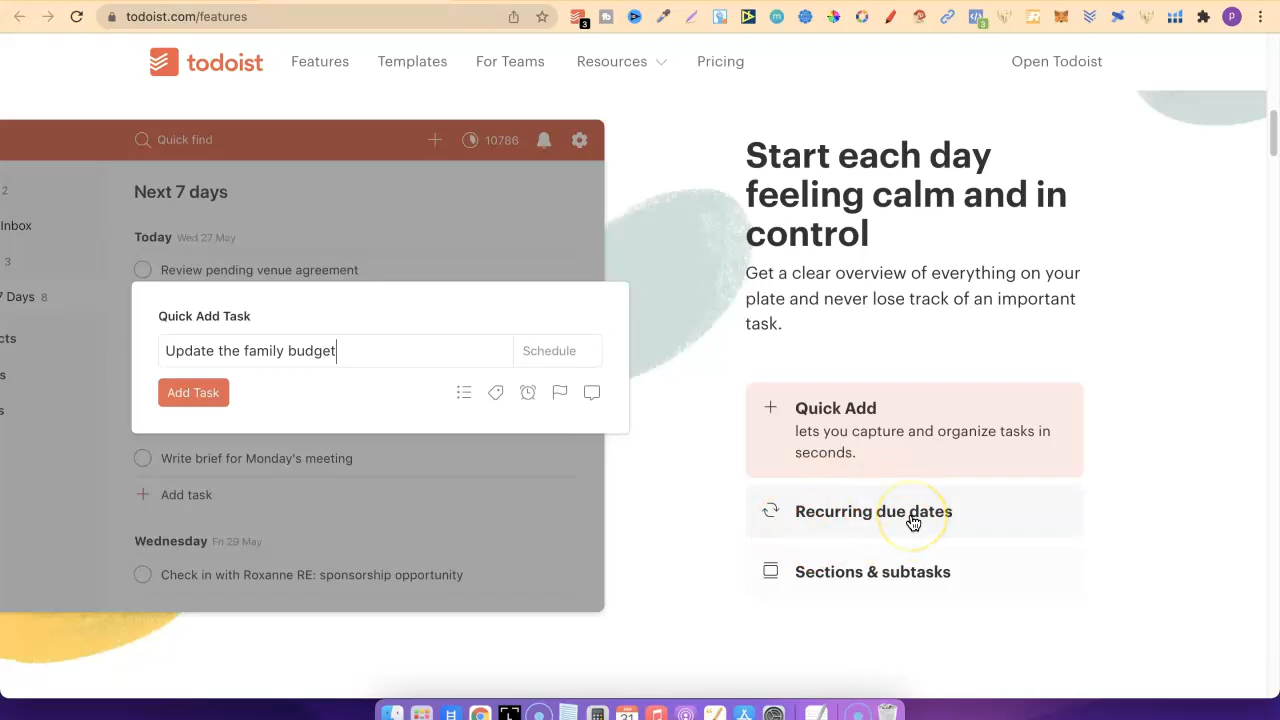 todoist.com/features
3
3
P
todoist
Features
Templates
For Teams
Resources
Pricing
Open Todoist
Quick find
10786
2
Next 7 days
Inbox
Today Wed 27 May
3
Review pending venue agreement
7 Days 8
Quick Add Task
cts
Update the family budget
Schedule
s
Add Task
s
Write brief for Monday's meeting
Add task
Wednesday Fri 29 May
Check in with Roxanne RE: sponsorship opportunity
Start each day
feeling calm and in
control
Get a clear overview of everything on your
plate and never lose track of an important
task.
Quick Add
lets you capture and organize tasks in
seconds.
Recurring due dates
Sections & subtasks